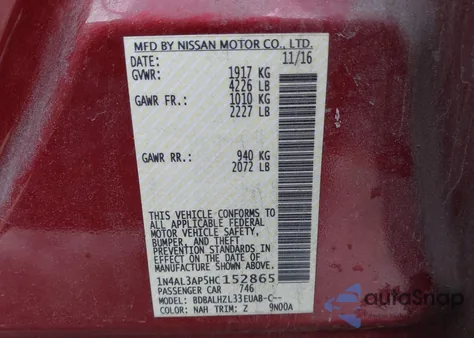 MFD BY NISSAN MOTOR CO., LTD.
DATE: 11/16
GVWR: 1917 KG
4226 LB
GAWR FR.: 1010 KG
2227 LB
GAWR RR.: 940 KG
2072 LB
THIS VEHICLE CONFORMS TO
ALL APPLICABLE FEDERAL
MOTOR VEHICLE SAFETY,
BUMPER, AND THEFT
PREVENTION STANDARDS IN
EFFECT ON THE DATE OF
MANUFACTURE SHOWN ABOVE.
1N4AL3AP5HC152865
PASSENGER CAR 746
MODEL: BDBALHZL33EUAB-C--
COLOR: NAH TRIM: Z 9N00A
autoSnap